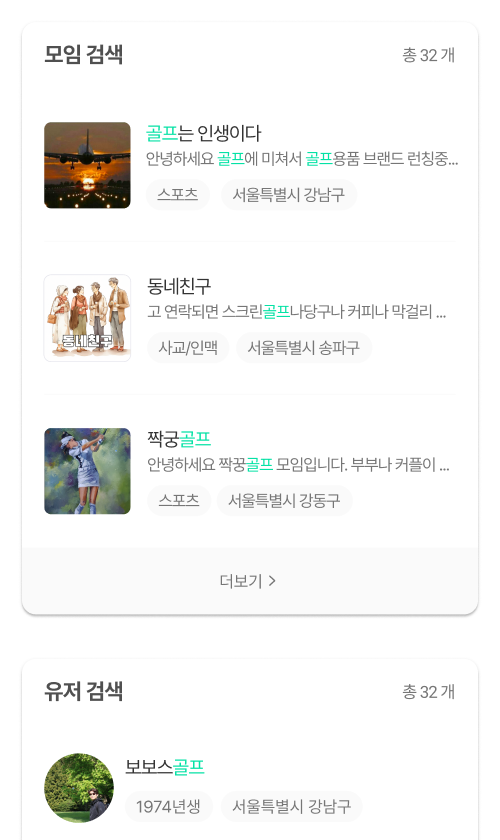 모임 검색
총 32 개
골프는 인생이다
안녕하세요 골프에 미쳐서 골프용품 브랜드 런칭중...
스포츠 서울특별시 강남구
동네친구
고 연락되면 스크린골프나당구나 커피나 막걸리 ...
동네친구
사교/인맥 서울특별시 송파구
짝궁골프
안녕하세요 짝꿍골프 모임입니다. 부부나 커플이 ...
스포츠 서울특별시 강동구
더보기 >
유저 검색
총 32 개
보보스골프
1974년생 서울특별시 강남구